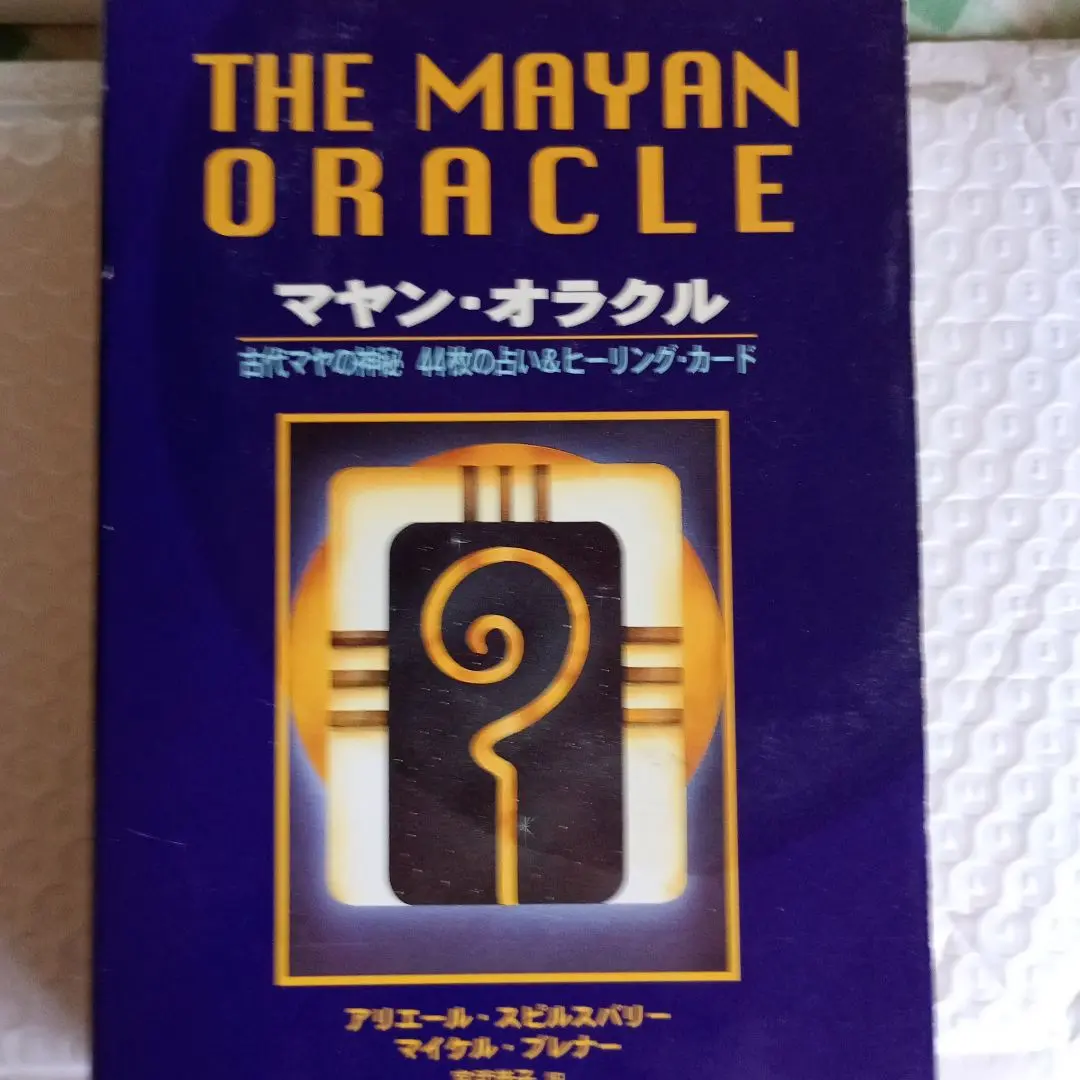 THE MAYAN
ORACLE
マヤン・オラクル
古代マヤの神秘 44枚の占い&ヒーリング・カード
アリエール・スピルスバリー
マイケル・ブレナー